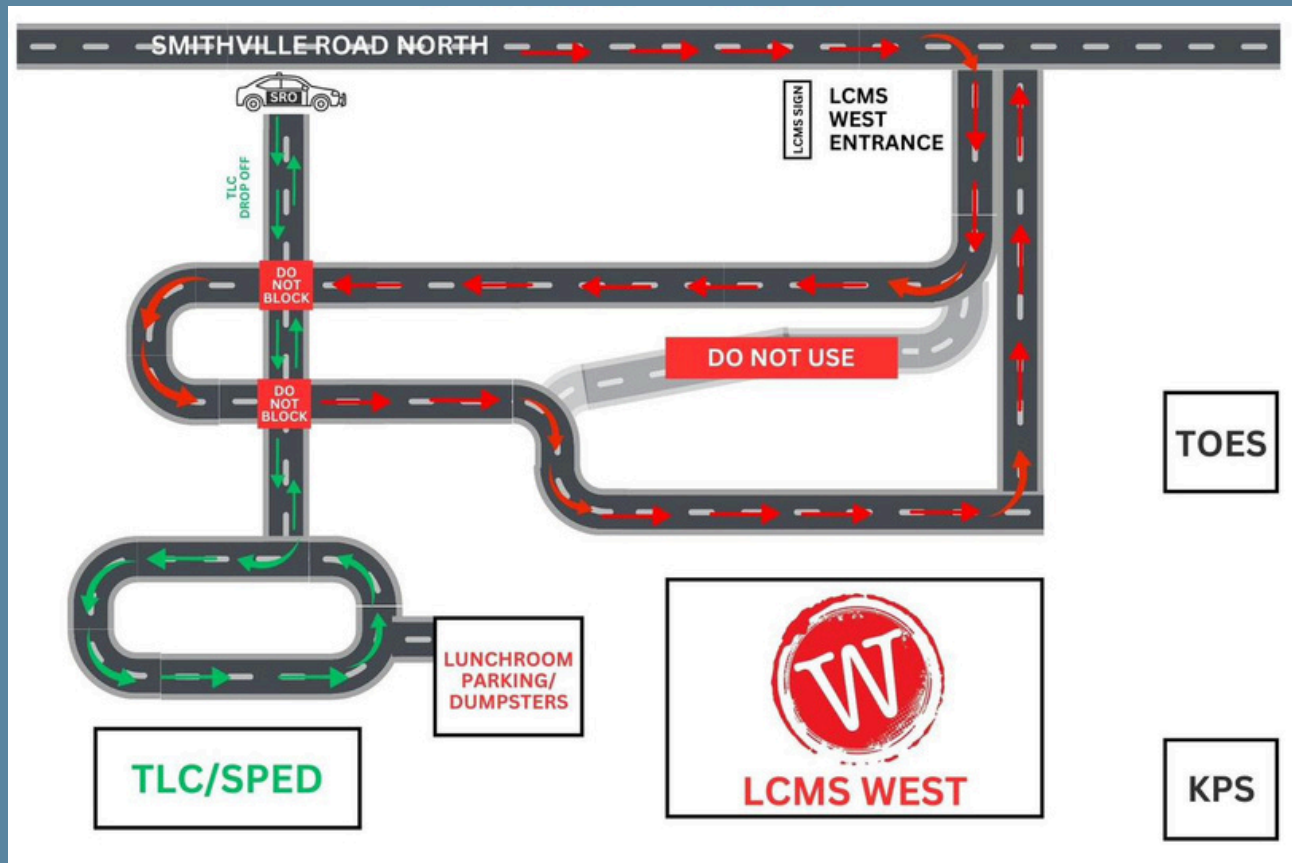 SMITHVILLE ROAD NORTH
SRO
LCMS SIGN
LCMS
WEST
ENTRANCE
TLC
DROP OFF
DO
NOT
BLOCK
DO NOT USE
DO
NOT
BLOCK
TOES
LUNCHROOM
PARKING/
DUMPSTERS
W
TLC/SPED
LCMS WEST
KPS